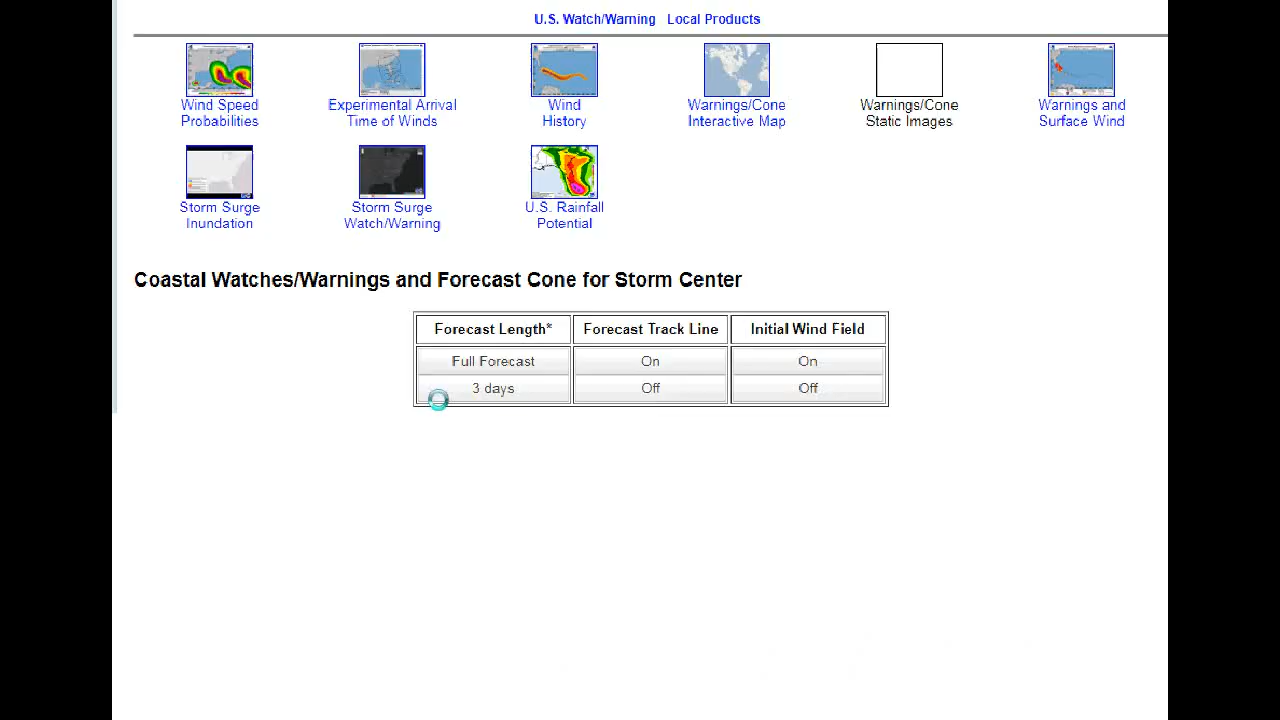 U.S. Watch/Warning Local Products
Wind Speed Probabilities
Experimental Arrival Time of Winds
Wind History
Warnings/Cone Interactive Map
Warnings/Cone Static Images
Warnings and Surface Wind
Storm Surge Inundation
Storm Surge Watch/Warning
U.S. Rainfall Potential
Coastal Watches/Warnings and Forecast Cone for Storm Center
Forecast Length* Forecast Track Line Initial Wind Field
Full Forecast On On
3 days Off Off